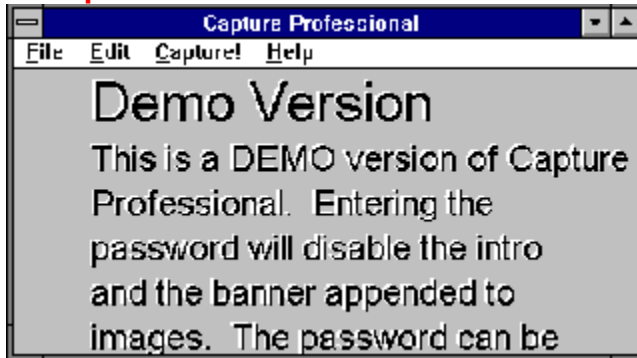 Capture Professional
File Edit Capture! Help
Demo Version
This is a DEMO version of Capture
Professional. Entering the
password will disable the intro
and the banner appended to
images. The password can be